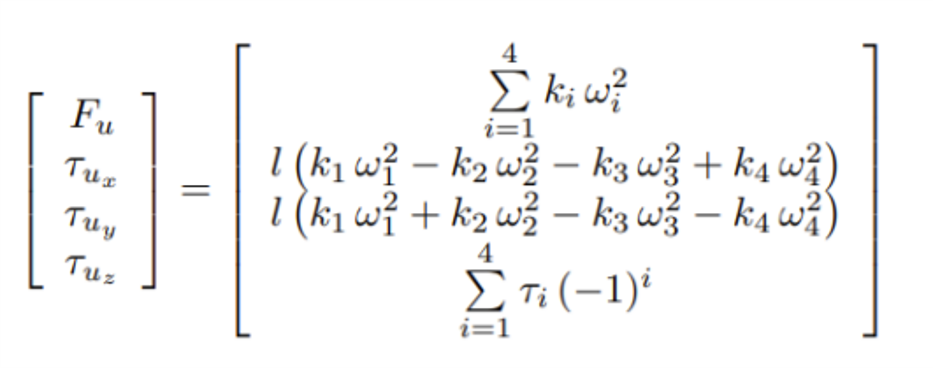 [ F_u τ_{u_x} τ_{u_y} τ_{u_z} ] = [
\sum_{i=1}^{4} k_i ω_i^2
l (k_1 ω_1^2 − k_2 ω_2^2 − k_3 ω_3^2 + k_4 ω_4^2)
l (k_1 ω_1^2 + k_2 ω_2^2 − k_3 ω_3^2 − k_4 ω_4^2)
\sum_{i=1}^{4} τ_i (−1)^i ]